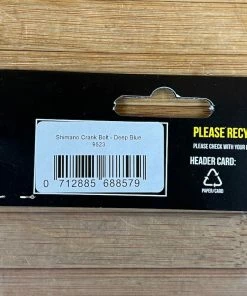 Shimano Crank Bolt - Deep Blue
9523
0 712885 688579
PLEASE RECY
PLEASE CHECK WITH YOUR
HEADER CARD:
PAPER/CARD